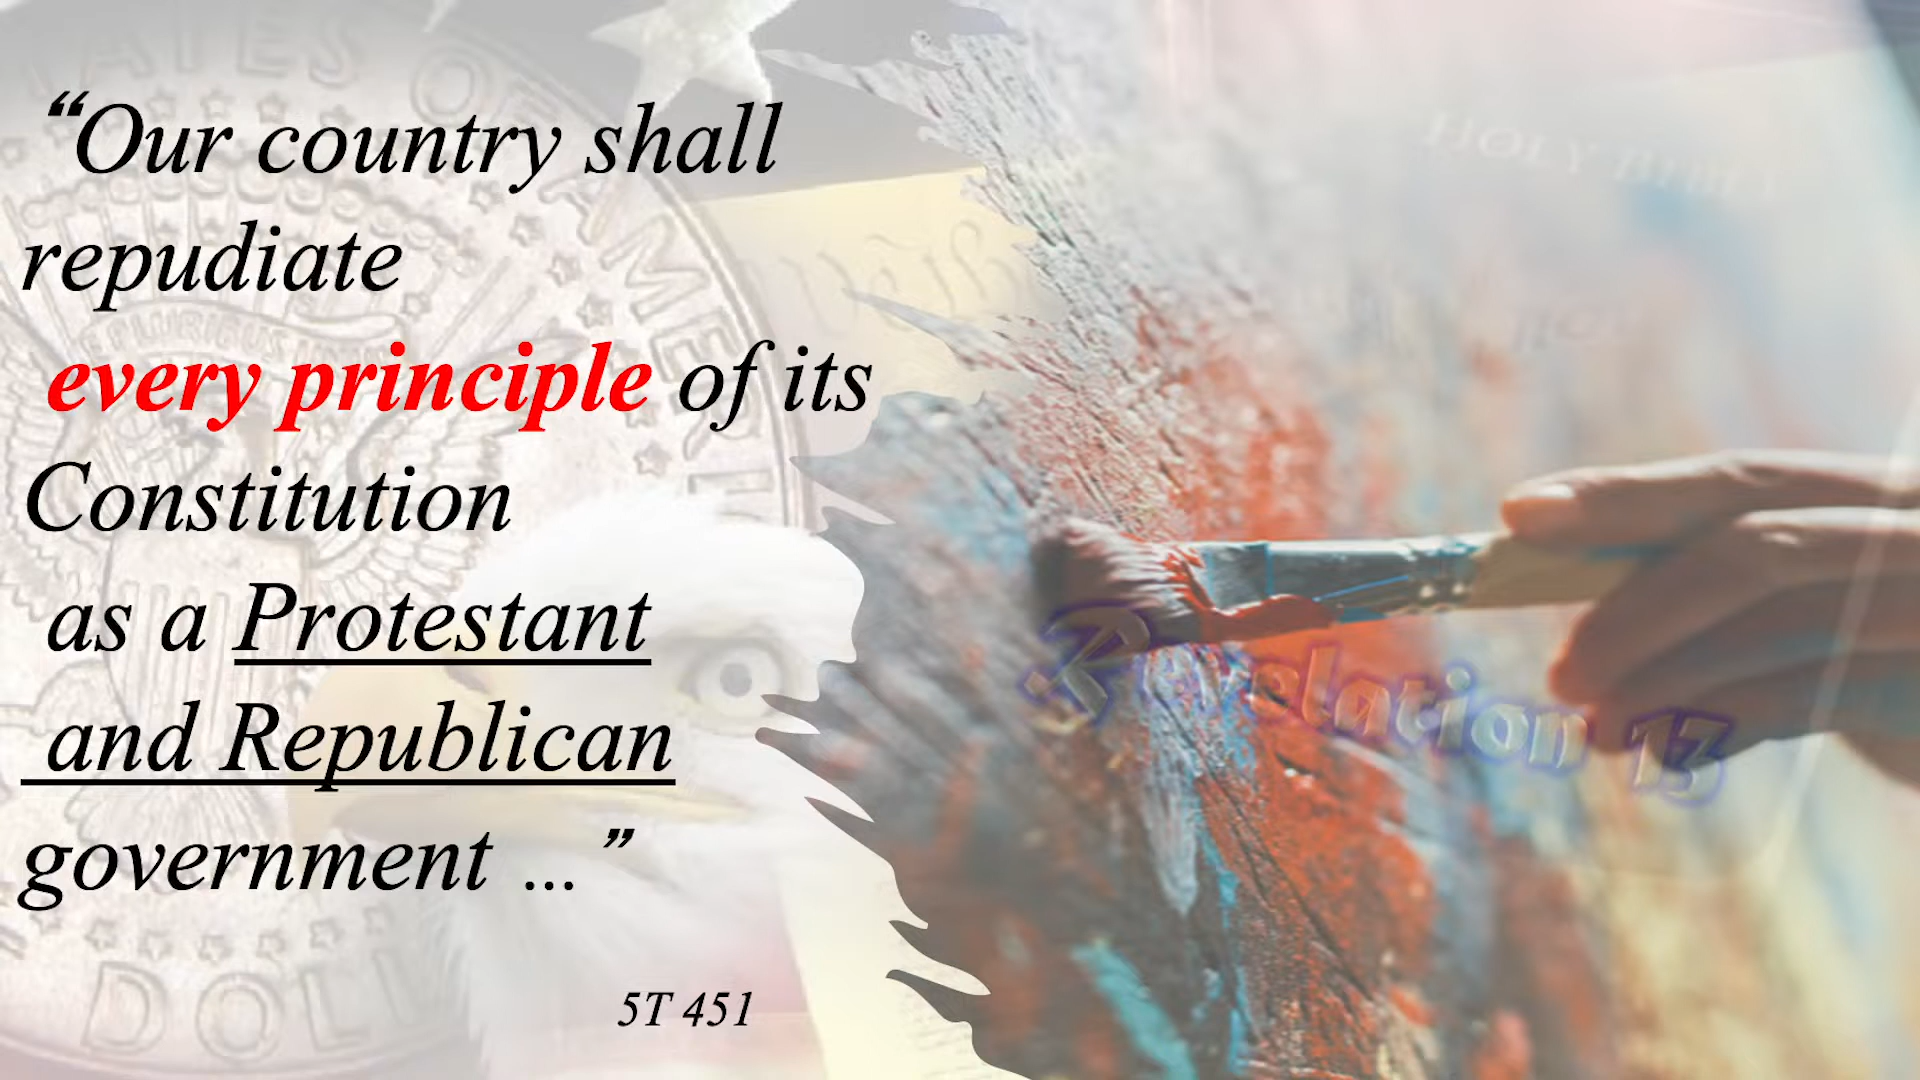 “Our country shall
repudiate
every principle of its
Constitution
as a Protestant
and Republican
government ... ”
5T 451
Revelation 13
HOLY BIBLE
DOLL